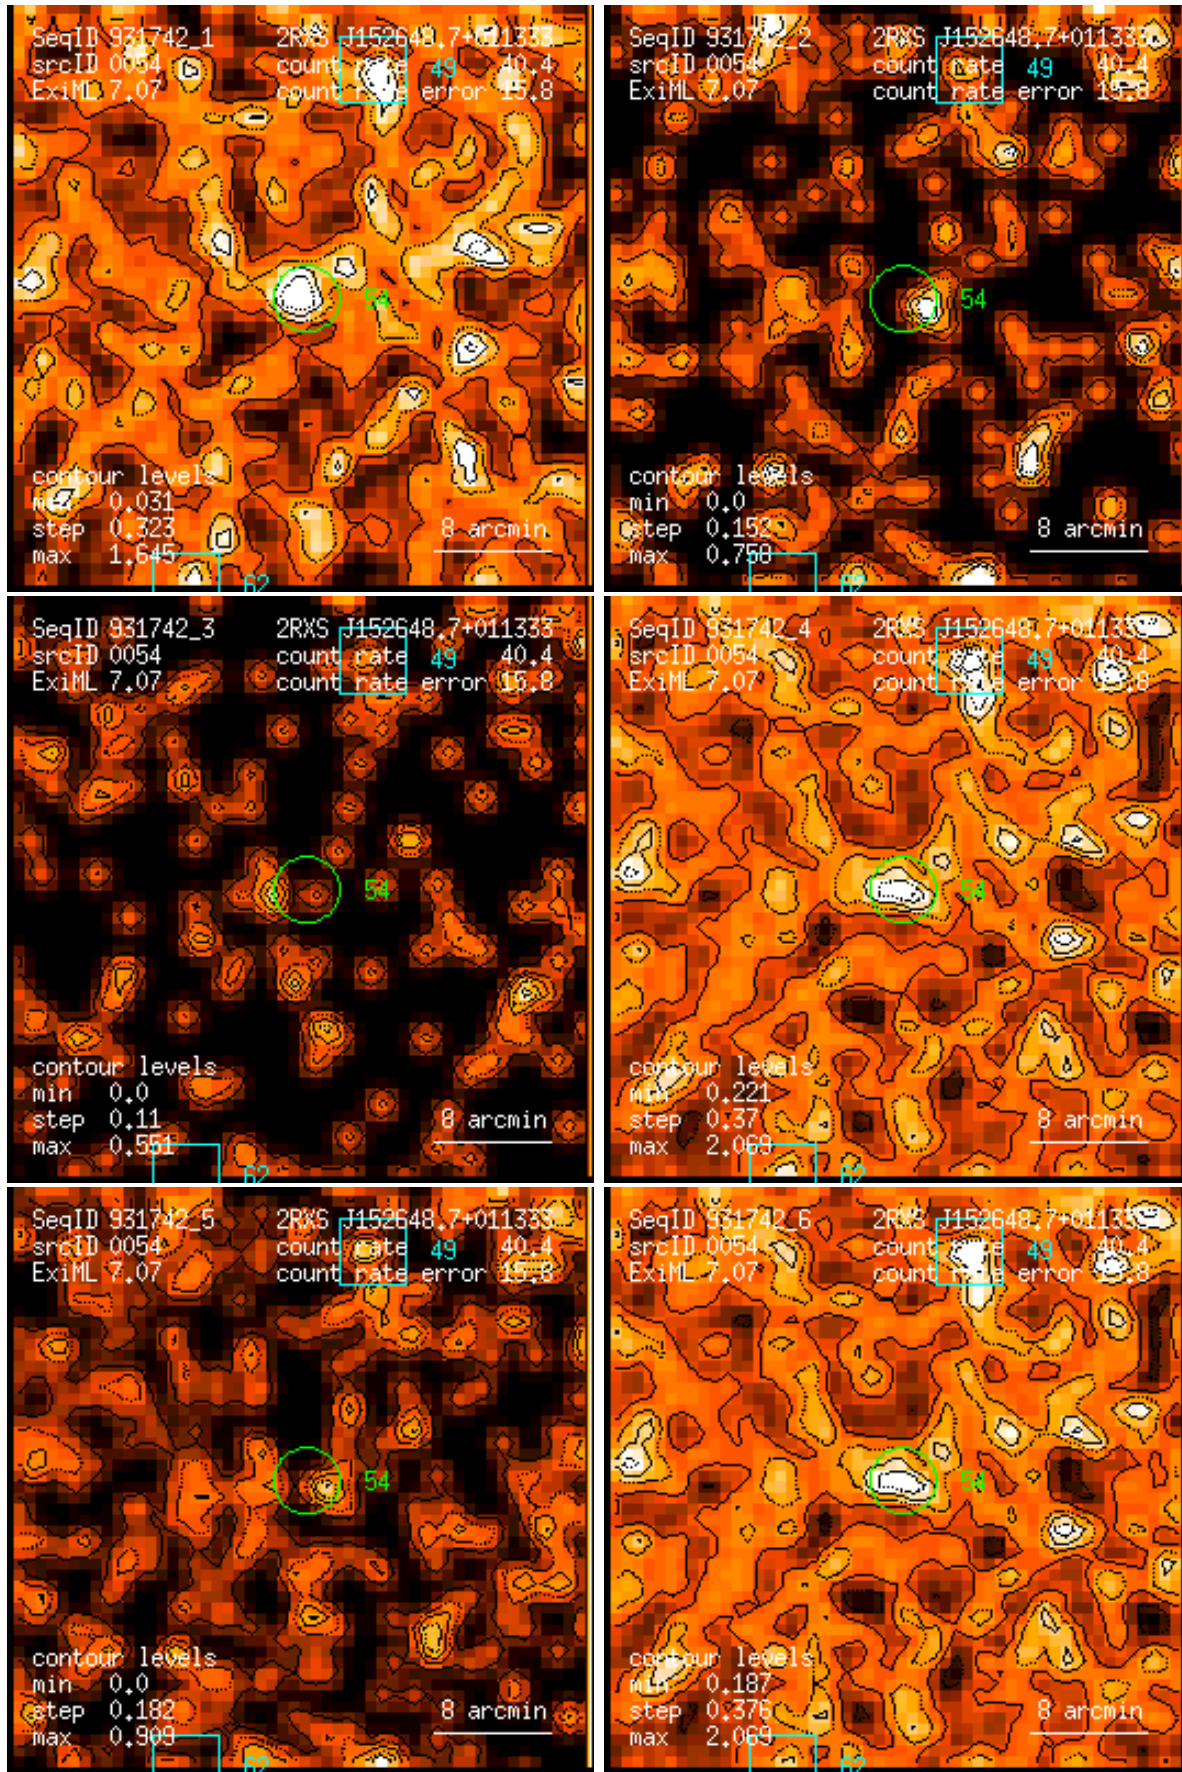 SeqID 931742_1 2RXS J152648.7+011333
srcID 0054 count rate 49 40.4
ExiML 7.07 count rate error 15.8
54
contour levels
min 0.031
step 0.323
max 1.645
8 arcmin
62
SeqID 931742_2 2RXS J152648.7+011333
srcID 0054 count rate 49 40.4
ExiML 7.07 count rate error 15.8
54
contour levels
min 0.0
step 0.152
max 0.758
8 arcmin
62
SeqID 931742_3 2RXS J152648.7+011333
srcID 0054 count rate 49 40.4
ExiML 7.07 count rate error 15.8
54
contour levels
min 0.0
step 0.11
max 0.551
8 arcmin
62
SeqID 931742_4 2RXS J152648.7+011333
srcID 0054 count rate 49 40.4
ExiML 7.07 count rate error 15.8
54
contour levels
min 0.221
step 0.37
max 2.069
8 arcmin
62
SeqID 931742_5 2RXS J152648.7+011333
srcID 0054 count rate 49 40.4
ExiML 7.07 count rate error 15.8
54
contour levels
min 0.0
step 0.182
max 0.909
8 arcmin
62
SeqID 931742_6 2RXS J152648.7+011333
srcID 0054 count rate 49 40.4
ExiML 7.07 count rate error 15.8
54
contour levels
min 0.187
step 0.376
max 2.069
8 arcmin
62